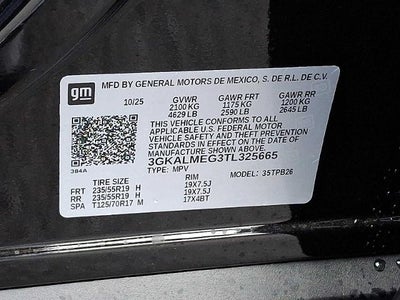 gm
MFD BY GENERAL MOTORS DE MEXICO, S. DE R.L. DE C.V.
10/25 GVWR GAWR FRT GAWR RR
2100 KG 1175 KG 1200 KG
4629 LB 2590 LB 2645 LB
THIS VEHICLE CONFORMS TO ALL
APPLICABLE U.S. FEDERAL MOTOR
VEHICLE SAFETY AND THEFT PREVENTION
STANDARDS IN EFFECT ON THE DATE OF
MANUFACTURE SHOWN ABOVE.
3GKALMEG3TL325665
384A TYPE: MPV MODEL: 35TPB26
TIRE SIZE RIM
FRT 235/55R19 H 19X7.5J
RR 235/55R19 H 19X7.5J
SPA T125/70R17 M 17X4BT